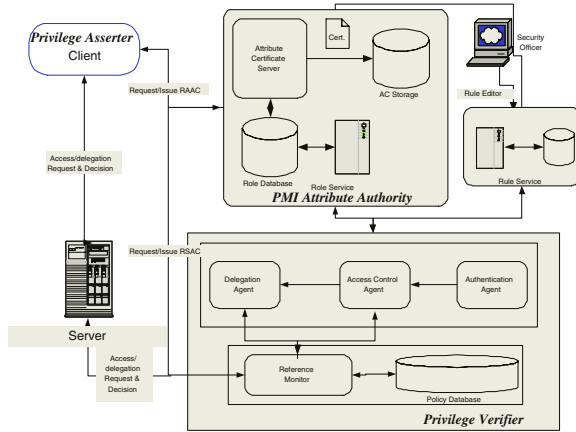 Privilege Asserter
Client
Attribute
Certificate
Server
Cert.
AC Storage
Security
Officer
Request/Issue RAAC
Rule Editor
Access/delegation
Request & Decision
Role Database
Role Service
PMI Attribute Authority
Rule Service
Request/Issue RSAC
Delegation
Agent
Access Control
Agent
Authentication
Agent
Server
Access/
delegation
Request &
Decision
Reference
Monitor
Policy Database
Privilege Verifier